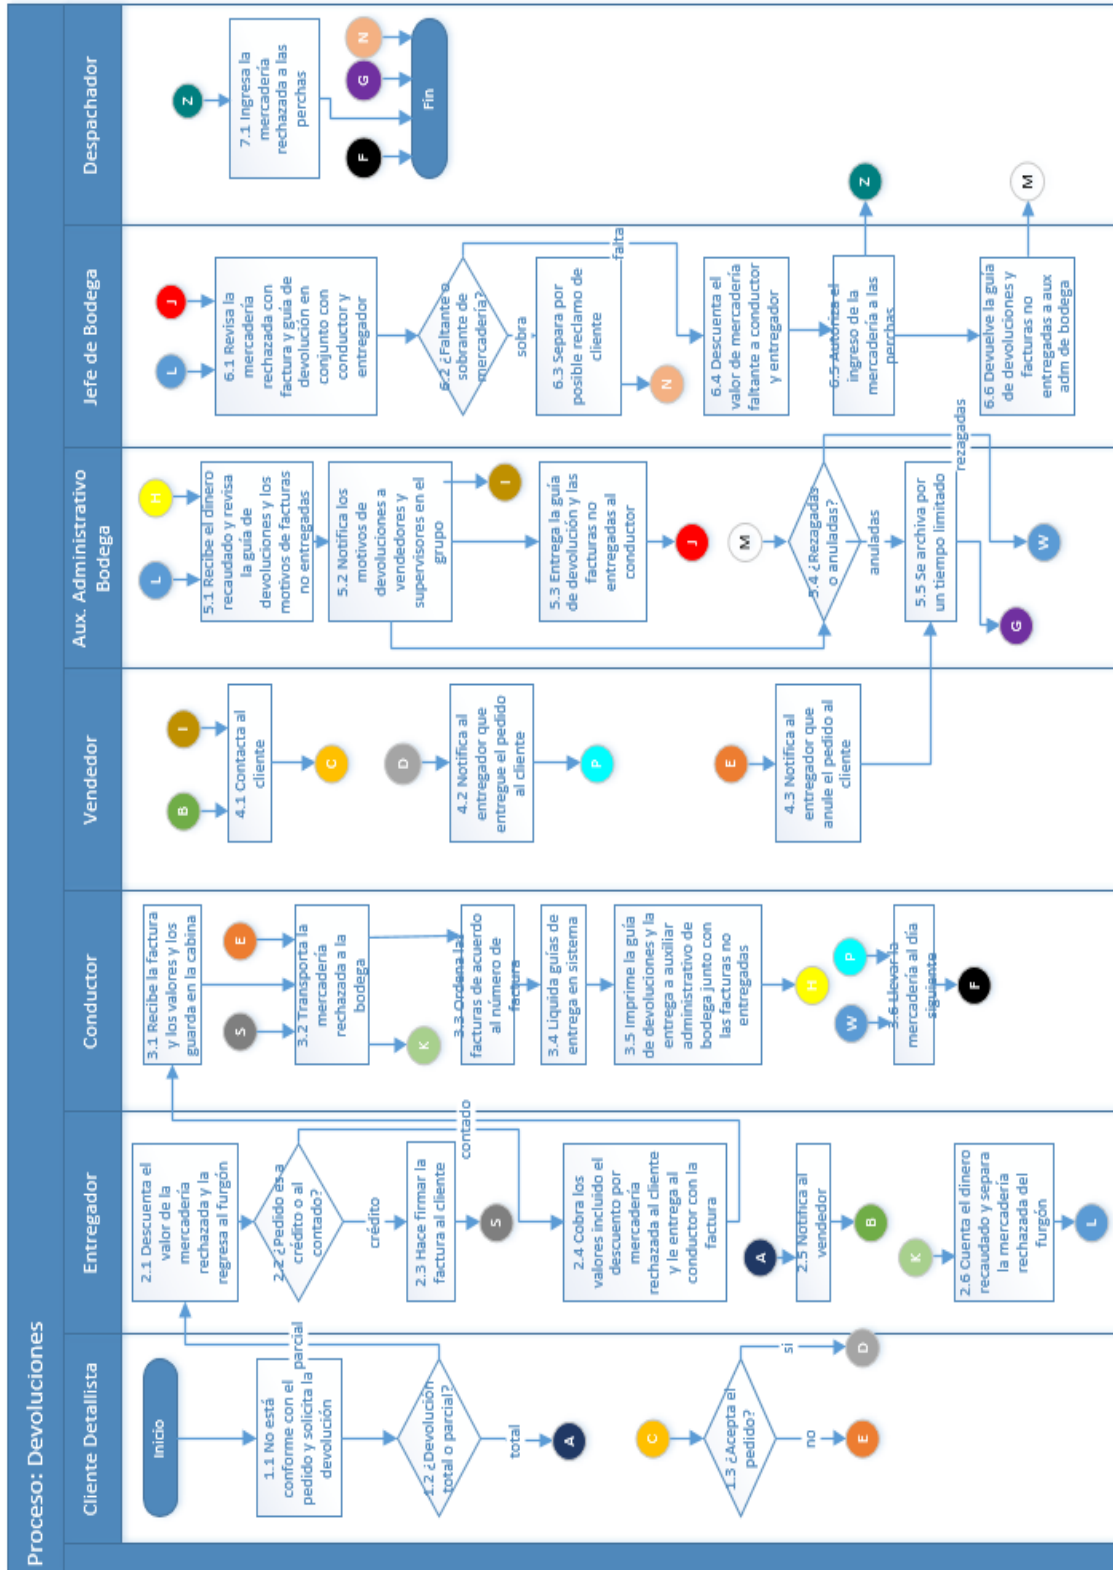 Proceso: Devoluciones
Cliente Detallista
Inicio
1.1 No está
conforme con el
pedido y solicita la
devolución
1.2 ¿Devolución
total o parcial?
parcial
total
A
C
1.3 ¿Acepta el
pedido?
si
no
D
E
Entregador
2.1 Descuenta el
valor de la
mercadería
rechazada y la
regresa al furgón
2.2 ¿Pedido es a
crédito o al
contado?
crédito
contado
2.3 Hace firmar la
factura al cliente
S
2.4 Cobra los
valores incluido el
descuento por
mercadería
rechazada al cliente
y le entrega al
conductor con la
factura
A
2.5 Notifica al
vendedor
B
K
2.6 Cuenta el dinero
recaudado y separa
la mercadería
rechazada del
furgón
L
Conductor
3.1 Recibe la factura
y los valores y los
guarda en la cabina
S
E
3.2 Transporta la
mercadería
rechazada a la
bodega
K
3.3 Ordena las
facturas de acuerdo
al número de
factura
3.4 Liquida guías de
entrega en sistema
3.5 Imprime la guía
de devoluciones y la
entrega a auxiliar
administrativo de
bodega junto con
las facturas no
entregadas
H
W
P
3.6 Llevar la
mercadería al día
siguiente
F
Vendedor
B
I
4.1 Contacta al
cliente
C
D
4.2 Notifica al
entregador que
entregue el pedido
al cliente
P
E
4.3 Notifica al
entregador que
anule el pedido al
cliente
Aux. Administrativo
Bodega
L
H
5.1 Recibe el dinero
recaudado y revisa
la guía de
devoluciones y los
motivos de facturas
no entregadas
5.2 Notifica los
motivos de
devoluciones a
vendedores y
supervisores en el
grupo
I
5.3 Entrega la guía
de devolución y las
facturas no
entregadas al
conductor
J
M
5.4 ¿Rezagadas
o anuladas?
anuladas
rezagadas
5.5 Se archiva por
un tiempo limitado
G
W
Jefe de Bodega
L
J
6.1 Revisa la
mercadería
rechazada con
factura y guía de
devolución en
conjunto con
conductor y
entregador
6.2 ¿Faltante o
sobrante de
mercadería?
sobra
falta
6.3 Separa por
posible reclamo de
cliente
N
6.4 Descuenta el
valor de mercadería
faltante a conductor
y entregador
6.5 Autoriza el
ingreso de la
mercadería a las
perchas
6.6 Devuelve la guía
de devoluciones y
facturas no
entregadas a aux
adm de bodega
Despachador
Z
7.1 Ingresa la
mercadería
rechazada a las
perchas
F
G
N
Fin
Z
M